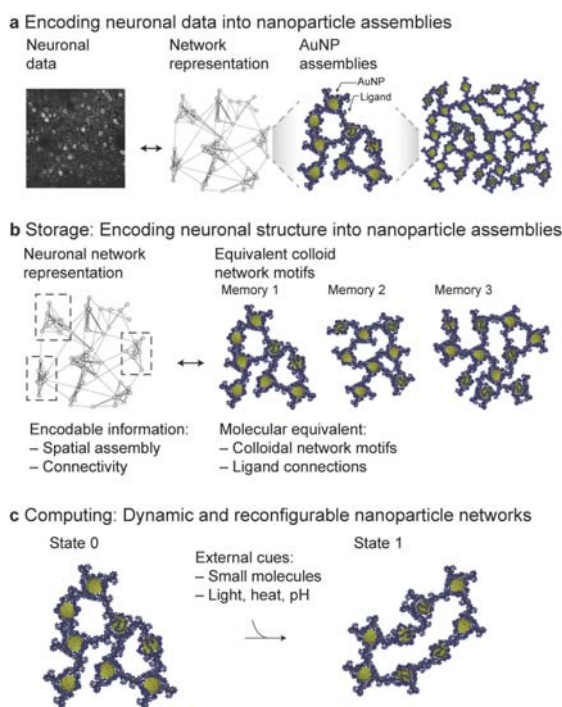 a Encoding neuronal data into nanoparticle assemblies
Neuronal
data
Network
representation
AuNP
assemblies
AuNP
Ligand
b Storage: Encoding neuronal structure into nanoparticle assemblies
Neuronal network
representation
Equivalent colloid
network motifs
Memory 1
Memory 2
Memory 3
Encodable information:
– Spatial assembly
– Connectivity
Molecular equivalent:
– Colloidal network motifs
– Ligand connections
c Computing: Dynamic and reconfigurable nanoparticle networks
State 0
External cues:
– Small molecules
– Light, heat, pH
State 1